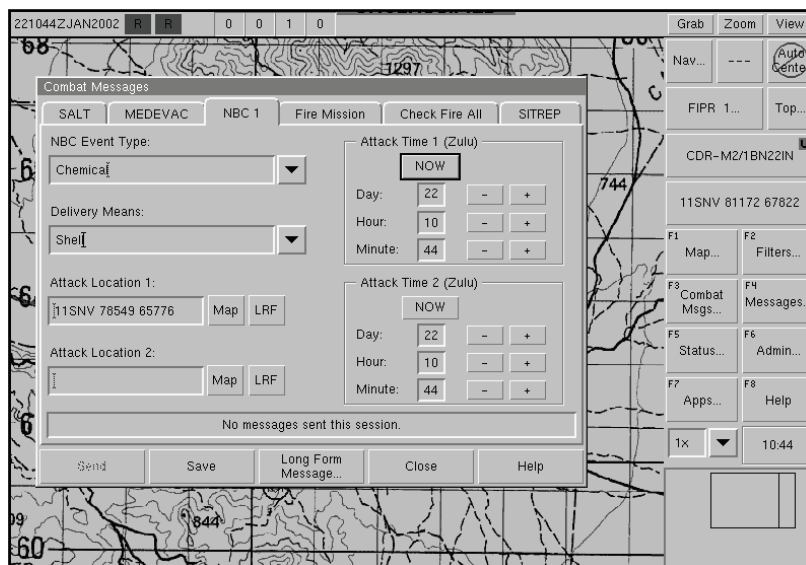 221044ZJAN2002 R R 0 0 1 0
Grab Zoom View
68
1297
Nav... --- Auto Center
Combat Messages
SALT MEDEVAC NBC 1 Fire Mission Check Fire All SITREP
FIPR 1... Top...
NBC Event Type:
Chemical
Attack Time 1 (Zulu)
NOW
Day: 22 - +
Hour: 10 - +
Minute: 44 - +
CDR-M2/1BN22IN
744
11SNV 81172 67822
Delivery Means:
Shell
F1 Map... F2 Filters...
Attack Location 1:
11SNV 78549 65776 Map LRF
Attack Time 2 (Zulu)
NOW
Day: 22 - +
Hour: 10 - +
Minute: 44 - +
F3 Combat Msgs... F4 Messages.
Attack Location 2:
Map LRF
F5 Status... F6 Admin...
F7 Apps... F8 Help
No messages sent this session.
1x 10:44
Send Save Long Form Message... Close Help
09
844
60